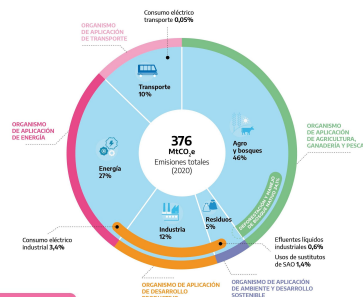 Consumo eléctrico
transporte 0,05%
ORGANISMO
DE APLICACIÓN
DE TRANSPORTE
Transporte
10%
ORGANISMO
DE APLICACIÓN
DE ENERGÍA
Energía
27%
376
MtCO₂e
Emisiones totales
(2020)
Agro
y bosques
46%
ORGANISMO
DE APLICACIÓN
DE AGRICULTURA,
GANADERÍA Y PESCA
Residuos
5%
Industria
12%
Consumo eléctrico
industrial 3,4%
Efluentes líquidos
industriales 0,6%
Usos de sustitutos
de SAO 1,4%
ORGANISMO DE APLICACIÓN
DE AMBIENTE Y DESARROLLO
SOSTENIBLE
ORGANISMO DE APLICACIÓN
DE DESARROLLO